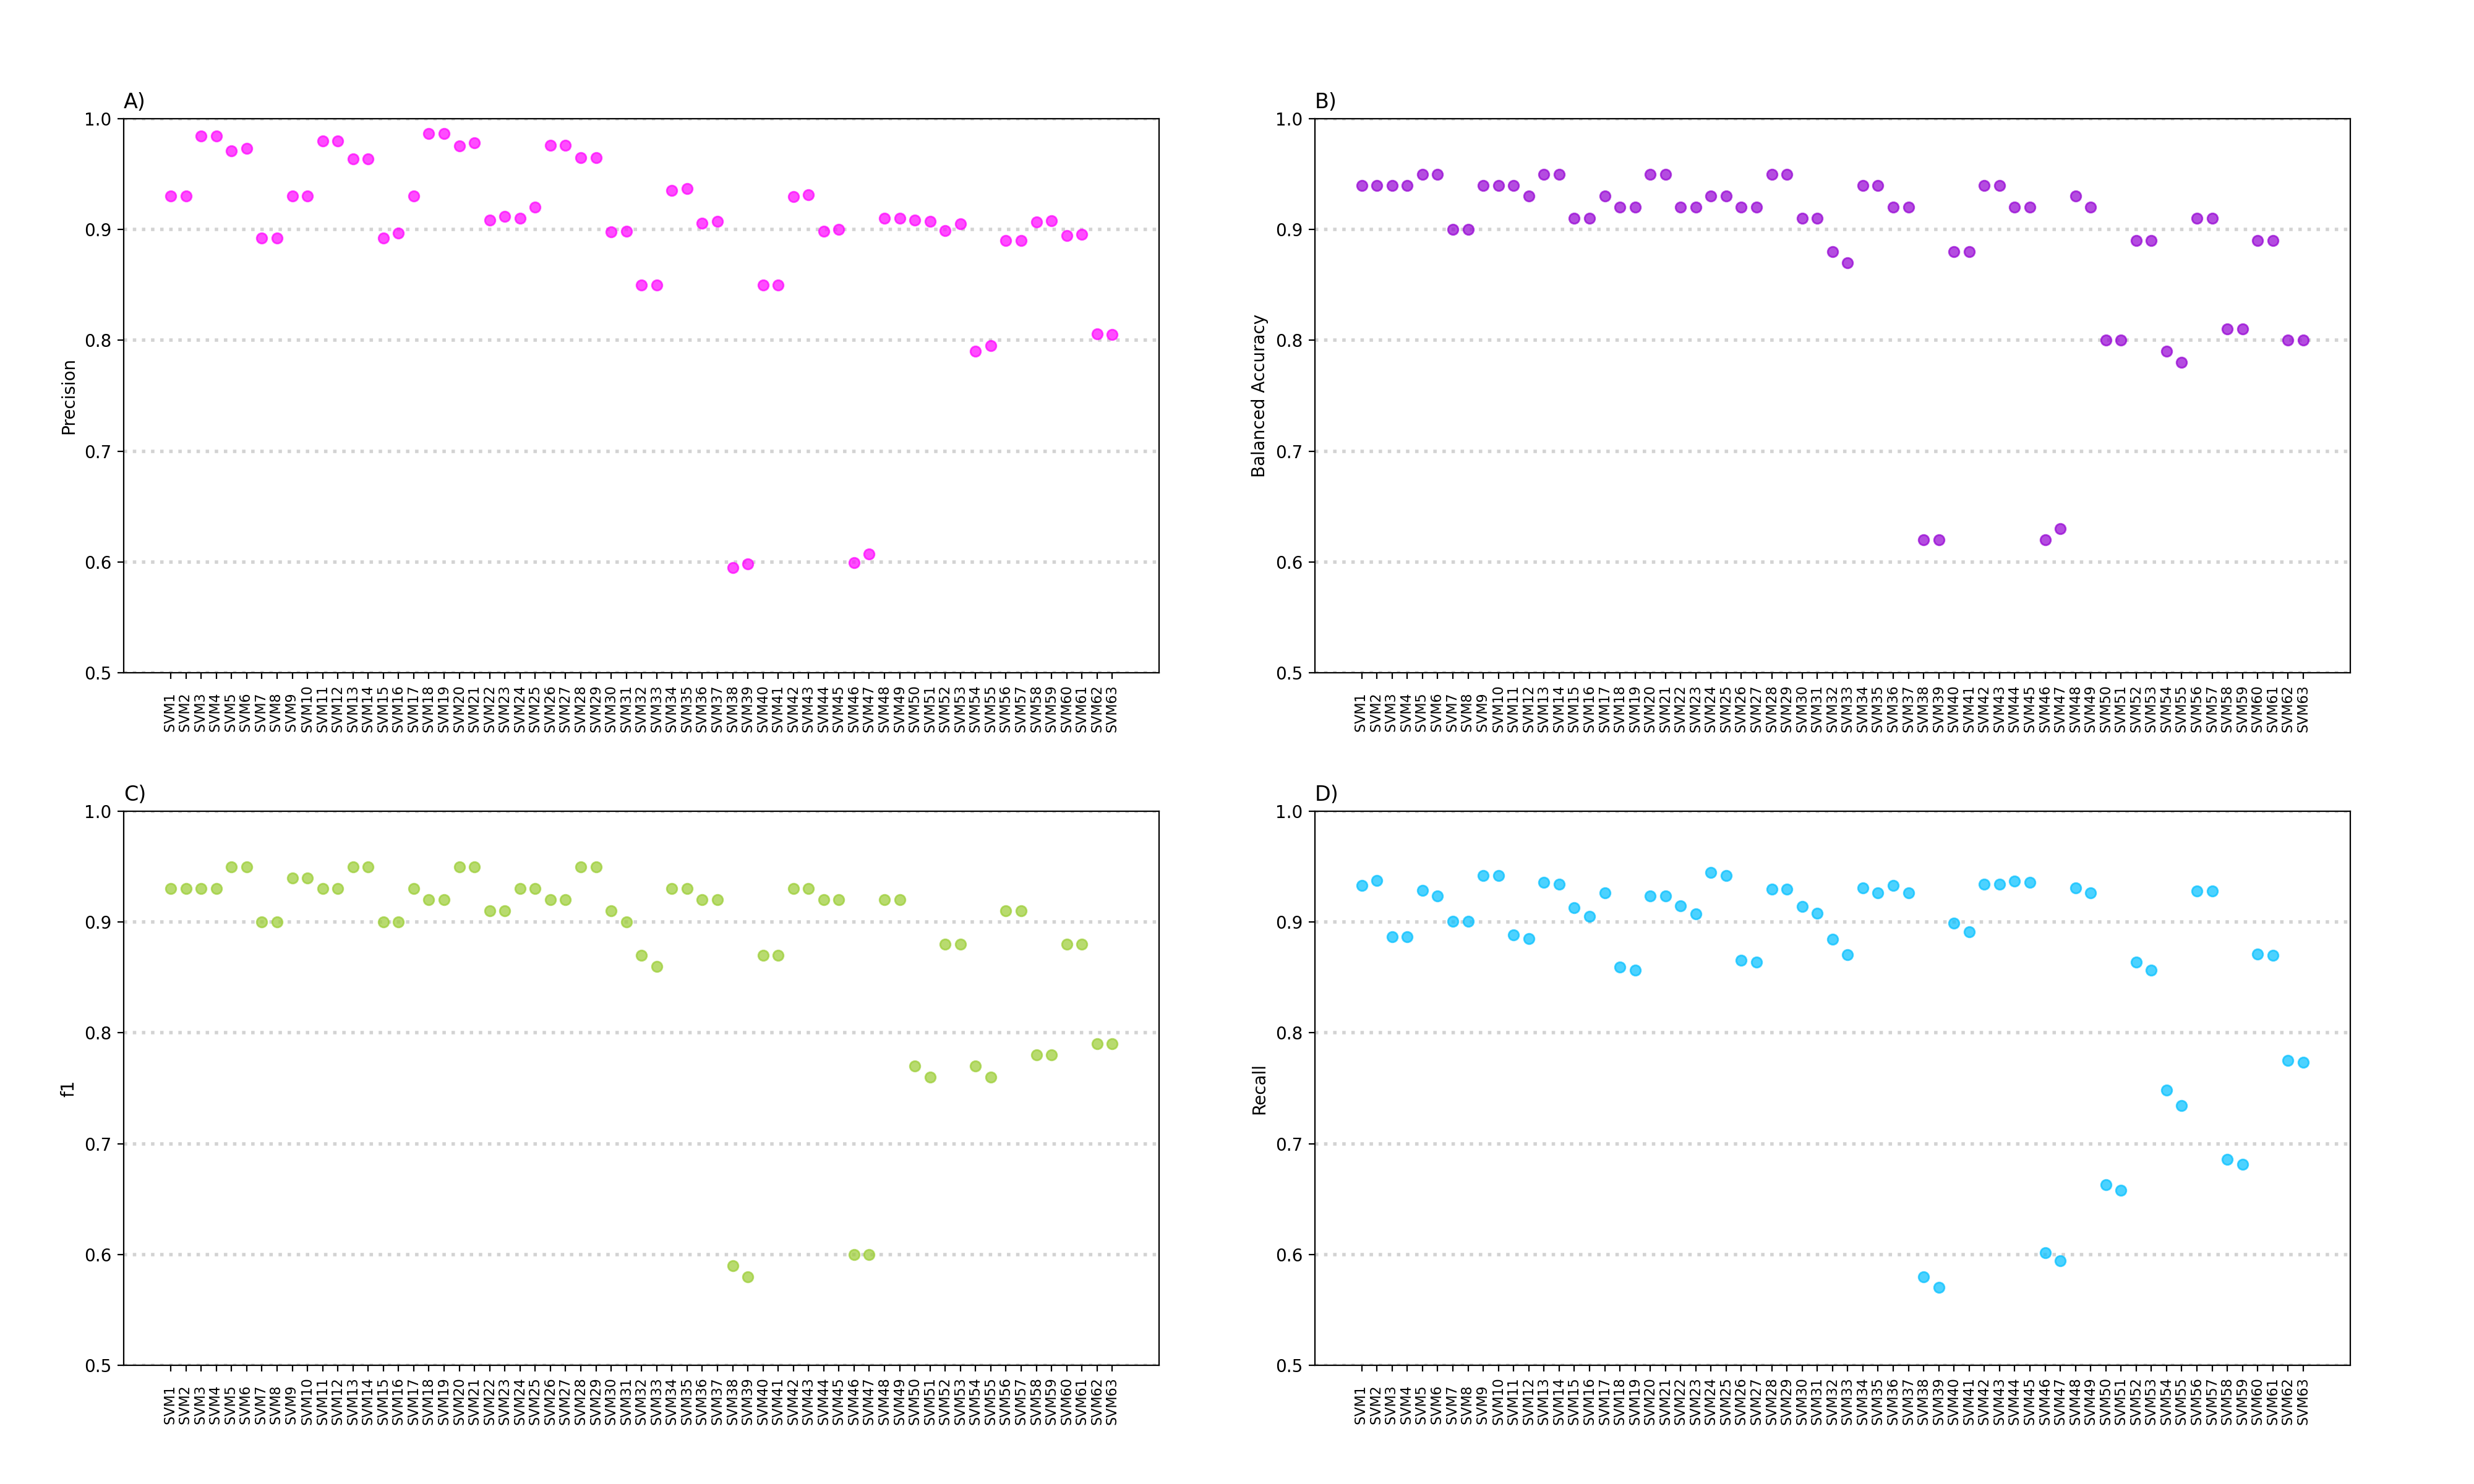 A)
1.0
0.9
0.8
0.7
0.6
0.5
Precision
SVM1 SVM2 SVM3 SVM4 SVM5 SVM6 SVM7 SVM8 SVM9 SVM10 SVM11 SVM12 SVM13 SVM14 SVM15 SVM16 SVM17 SVM18 SVM19 SVM20 SVM21 SVM22 SVM23 SVM24 SVM25 SVM26 SVM27 SVM28 SVM29 SVM30 SVM31 SVM32 SVM33 SVM34 SVM35 SVM36 SVM37 SVM38 SVM39 SVM40 SVM41 SVM42 SVM43 SVM44 SVM45 SVM46 SVM47 SVM48 SVM49 SVM50 SVM51 SVM52 SVM53 SVM54 SVM55 SVM56 SVM57 SVM58 SVM59 SVM60 SVM61 SVM62 SVM63
B)
1.0
0.9
0.8
0.7
0.6
0.5
Balanced Accuracy
SVM1 SVM2 SVM3 SVM4 SVM5 SVM6 SVM7 SVM8 SVM9 SVM10 SVM11 SVM12 SVM13 SVM14 SVM15 SVM16 SVM17 SVM18 SVM19 SVM20 SVM21 SVM22 SVM23 SVM24 SVM25 SVM26 SVM27 SVM28 SVM29 SVM30 SVM31 SVM32 SVM33 SVM34 SVM35 SVM36 SVM37 SVM38 SVM39 SVM40 SVM41 SVM42 SVM43 SVM44 SVM45 SVM46 SVM47 SVM48 SVM49 SVM50 SVM51 SVM52 SVM53 SVM54 SVM55 SVM56 SVM57 SVM58 SVM59 SVM60 SVM61 SVM62 SVM63
C)
1.0
0.9
0.8
0.7
0.6
0.5
f1
SVM1 SVM2 SVM3 SVM4 SVM5 SVM6 SVM7 SVM8 SVM9 SVM10 SVM11 SVM12 SVM13 SVM14 SVM15 SVM16 SVM17 SVM18 SVM19 SVM20 SVM21 SVM22 SVM23 SVM24 SVM25 SVM26 SVM27 SVM28 SVM29 SVM30 SVM31 SVM32 SVM33 SVM34 SVM35 SVM36 SVM37 SVM38 SVM39 SVM40 SVM41 SVM42 SVM43 SVM44 SVM45 SVM46 SVM47 SVM48 SVM49 SVM50 SVM51 SVM52 SVM53 SVM54 SVM55 SVM56 SVM57 SVM58 SVM59 SVM60 SVM61 SVM62 SVM63
D)
1.0
0.9
0.8
0.7
0.6
0.5
Recall
SVM1 SVM2 SVM3 SVM4 SVM5 SVM6 SVM7 SVM8 SVM9 SVM10 SVM11 SVM12 SVM13 SVM14 SVM15 SVM16 SVM17 SVM18 SVM19 SVM20 SVM21 SVM22 SVM23 SVM24 SVM25 SVM26 SVM27 SVM28 SVM29 SVM30 SVM31 SVM32 SVM33 SVM34 SVM35 SVM36 SVM37 SVM38 SVM39 SVM40 SVM41 SVM42 SVM43 SVM44 SVM45 SVM46 SVM47 SVM48 SVM49 SVM50 SVM51 SVM52 SVM53 SVM54 SVM55 SVM56 SVM57 SVM58 SVM59 SVM60 SVM61 SVM62 SVM63